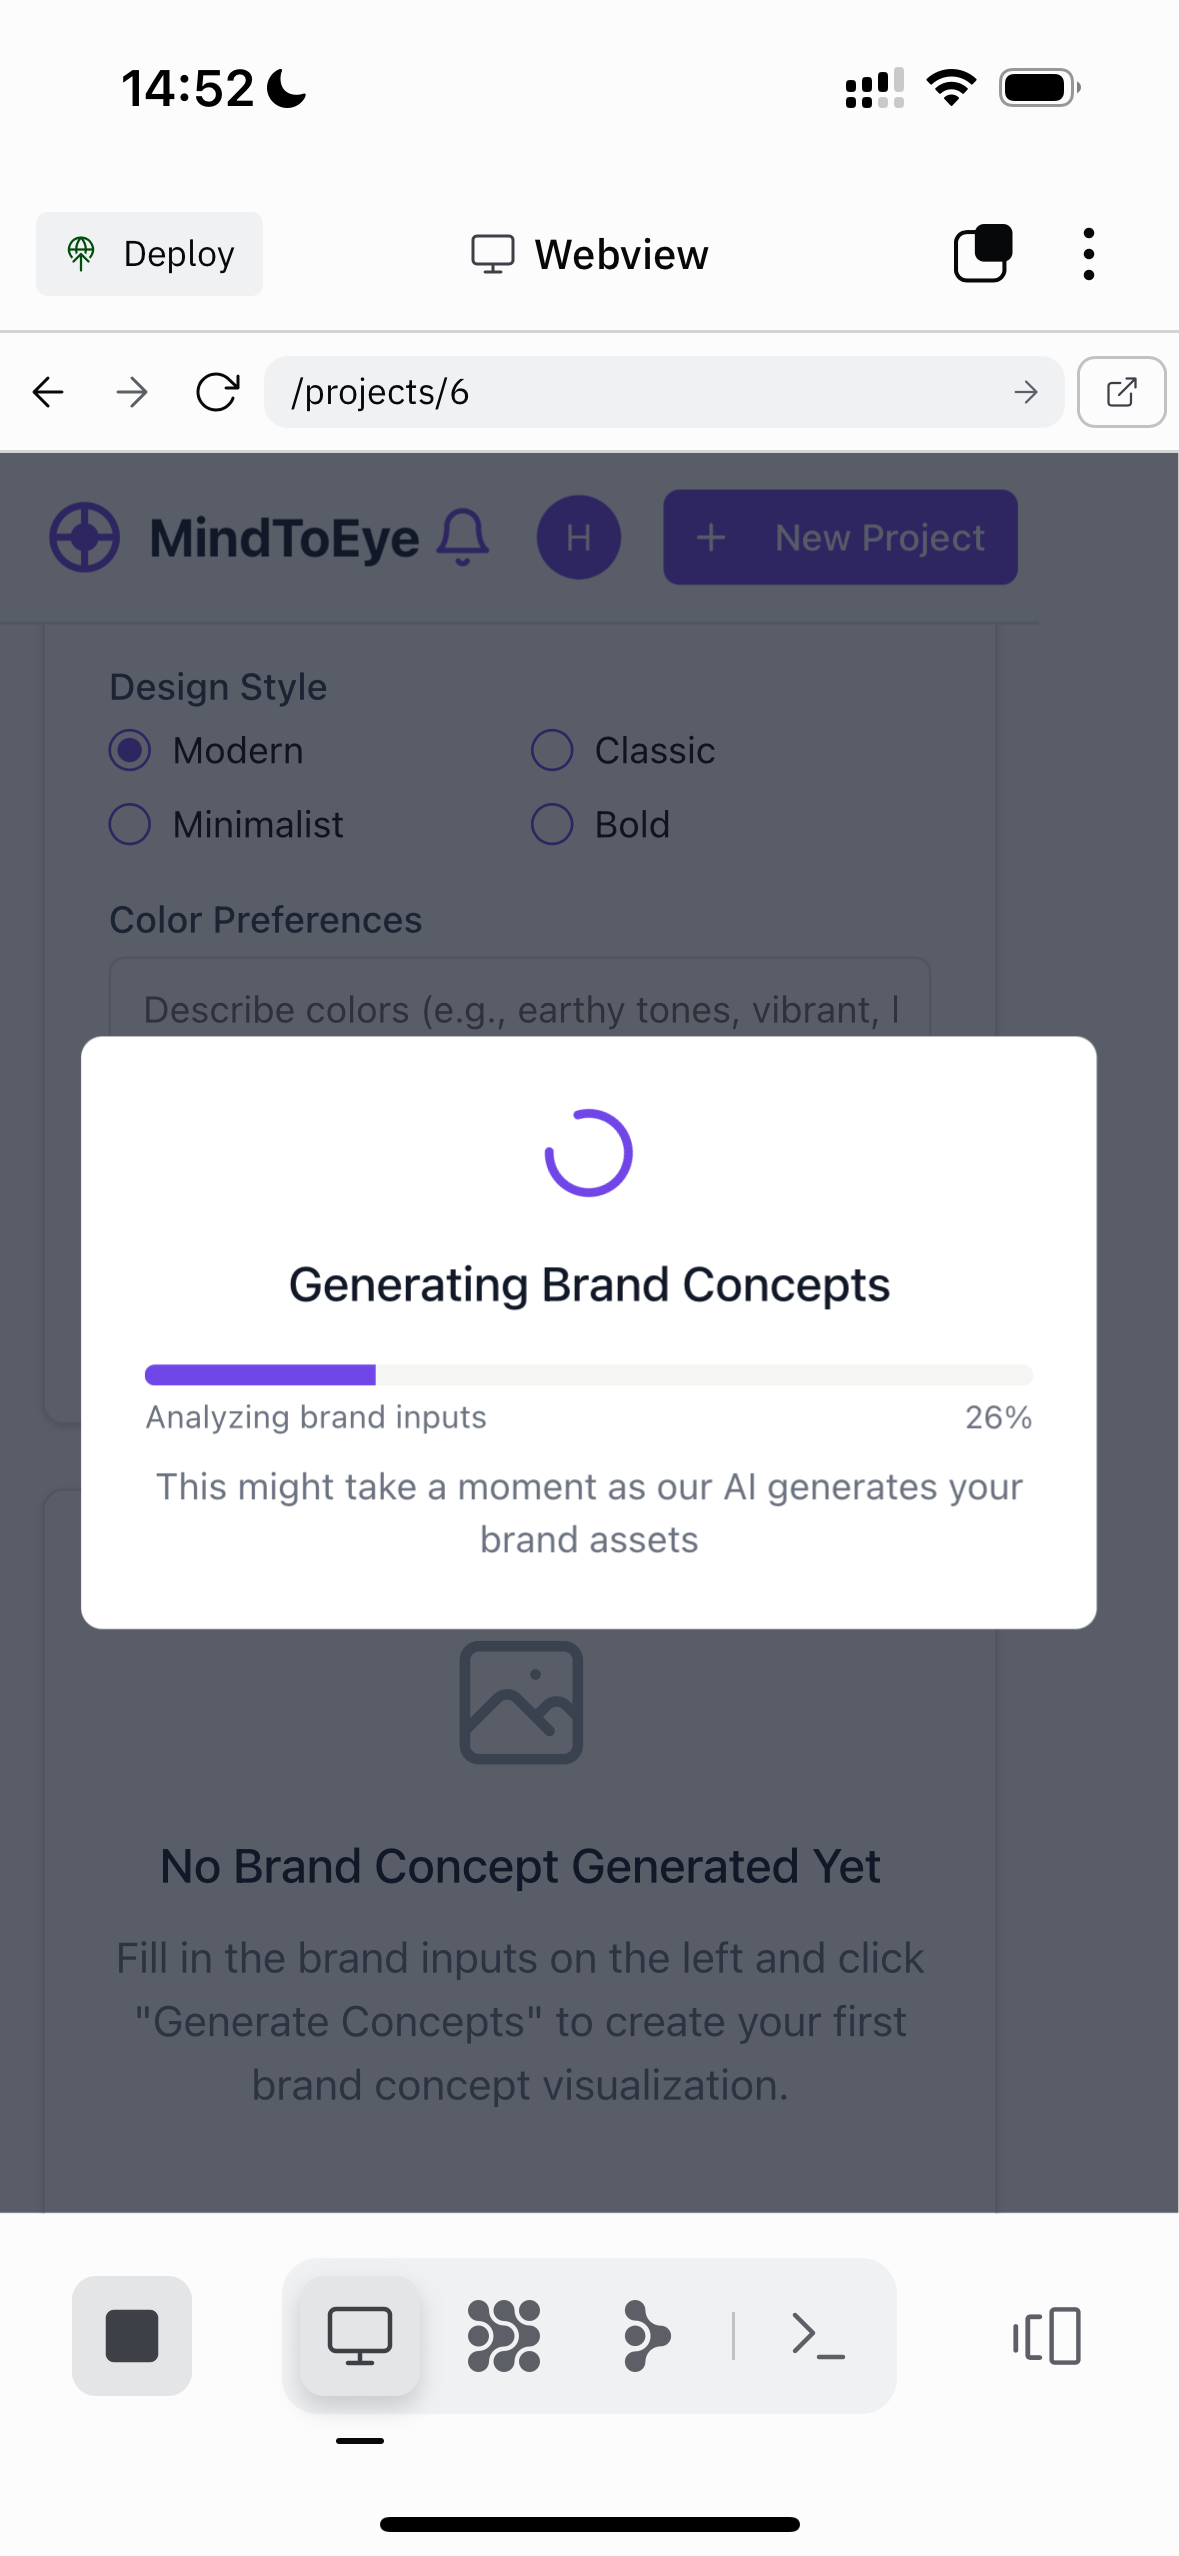 14:52
Deploy
Webview
/projects/6
MindToEye
H
+ New Project
Design Style
Modern
Classic
Minimalist
Bold
Color Preferences
Describe colors (e.g., earthy tones, vibrant,
Generating Brand Concepts
Analyzing brand inputs
26%
This might take a moment as our AI generates your
brand assets
No Brand Concept Generated Yet
Fill in the brand inputs on the left and click
"Generate Concepts" to create your first
brand concept visualization.